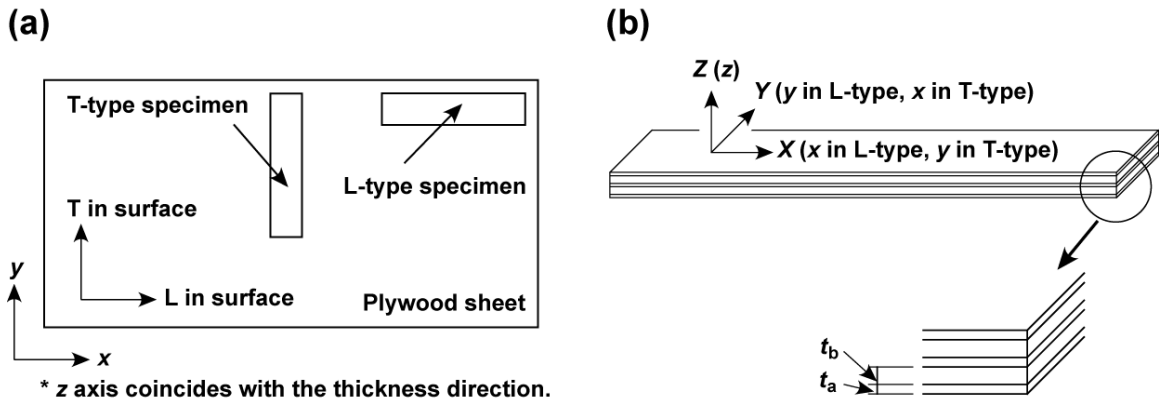 (a)
T-type specimen
L-type specimen
T in surface
L in surface
Plywood sheet
y
x
* z axis coincides with the thickness direction.
(b)
Z (z)
Y (y in L-type, x in T-type)
X (x in L-type, y in T-type)
tb
ta